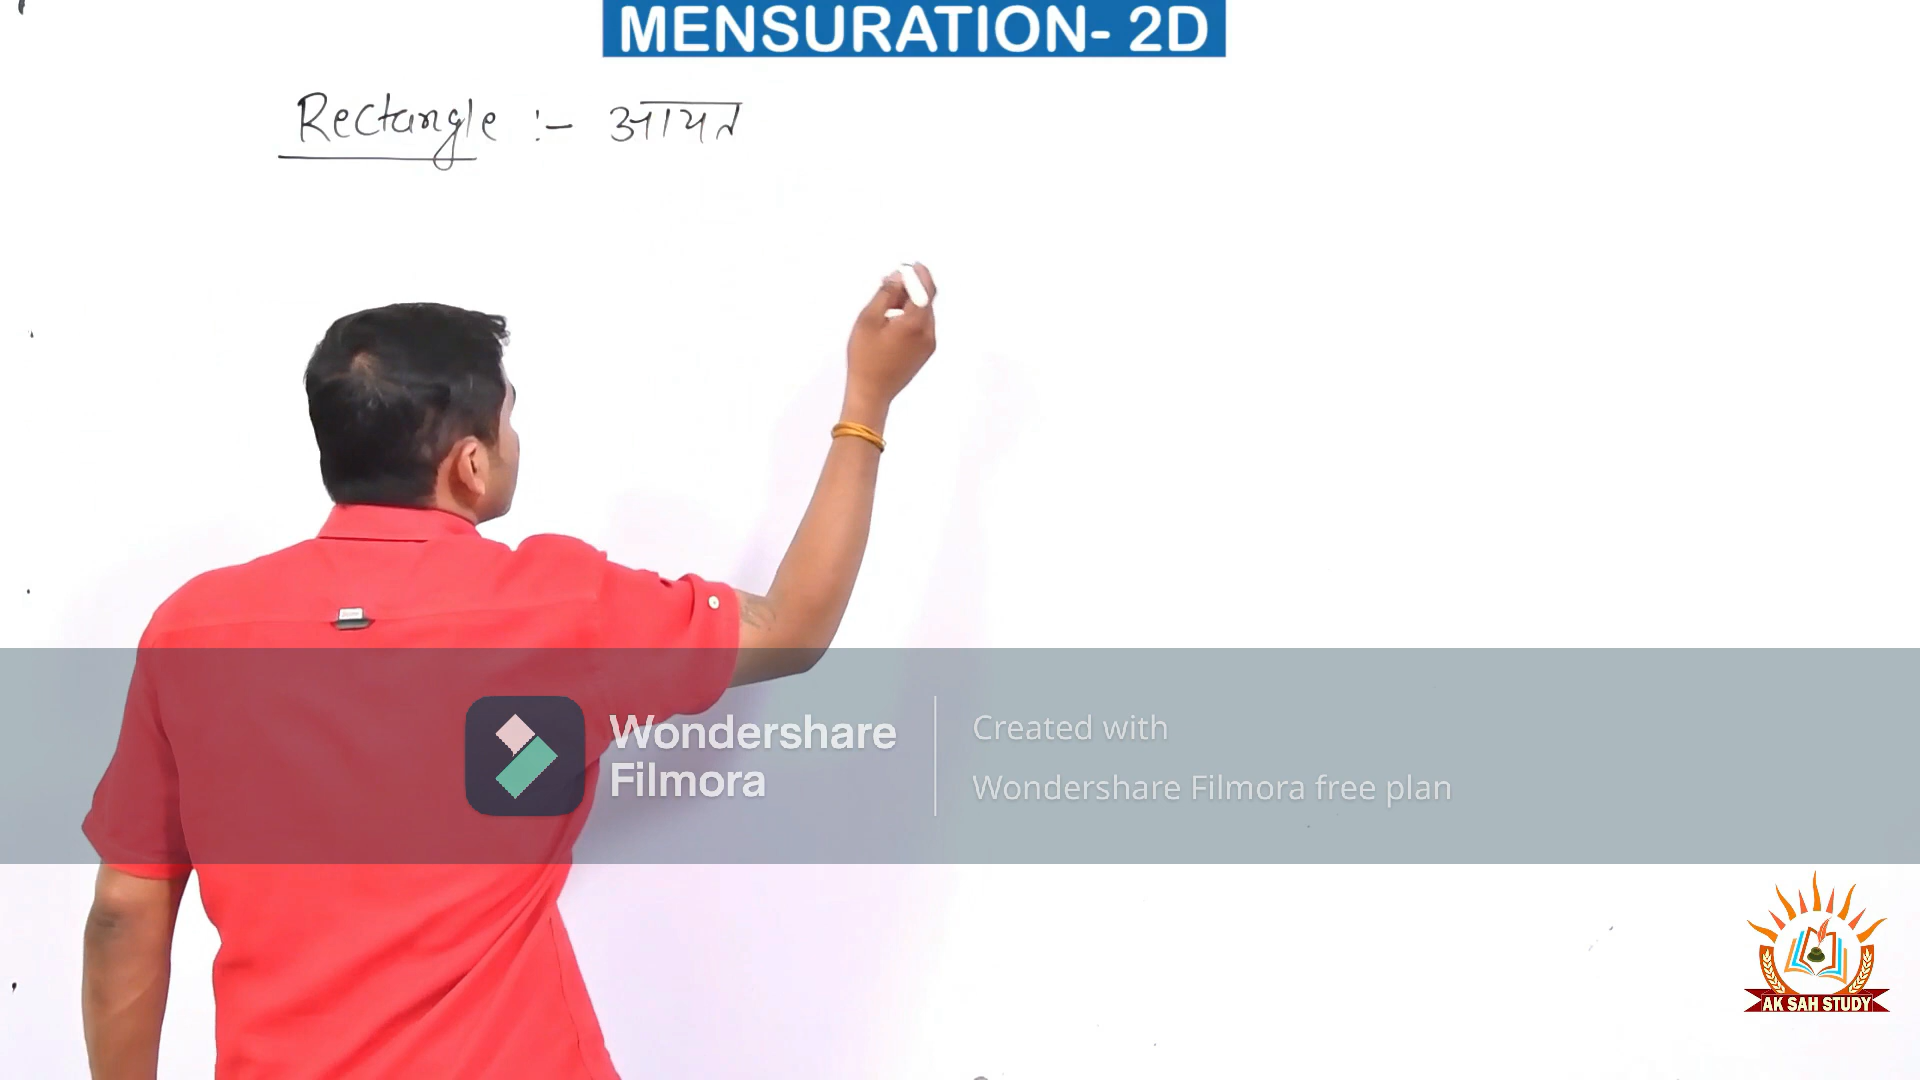 MENSURATION- 2D
Rectangle :- आयत
Wondershare
Filmora
Created with
Wondershare Filmora free plan
AK SAH STUDY